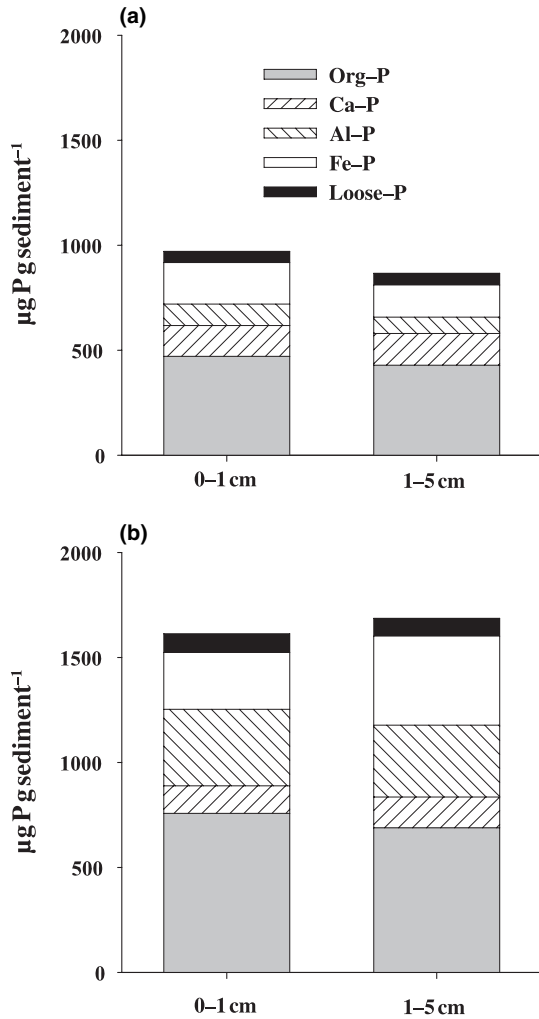 (a)
2000
1500
1000
500
0
µg P g sediment⁻¹
Org–P
Ca–P
Al–P
Fe–P
Loose–P
0–1 cm
1–5 cm
(b)
2000
1500
1000
500
0
µg P g sediment⁻¹
0–1 cm
1–5 cm